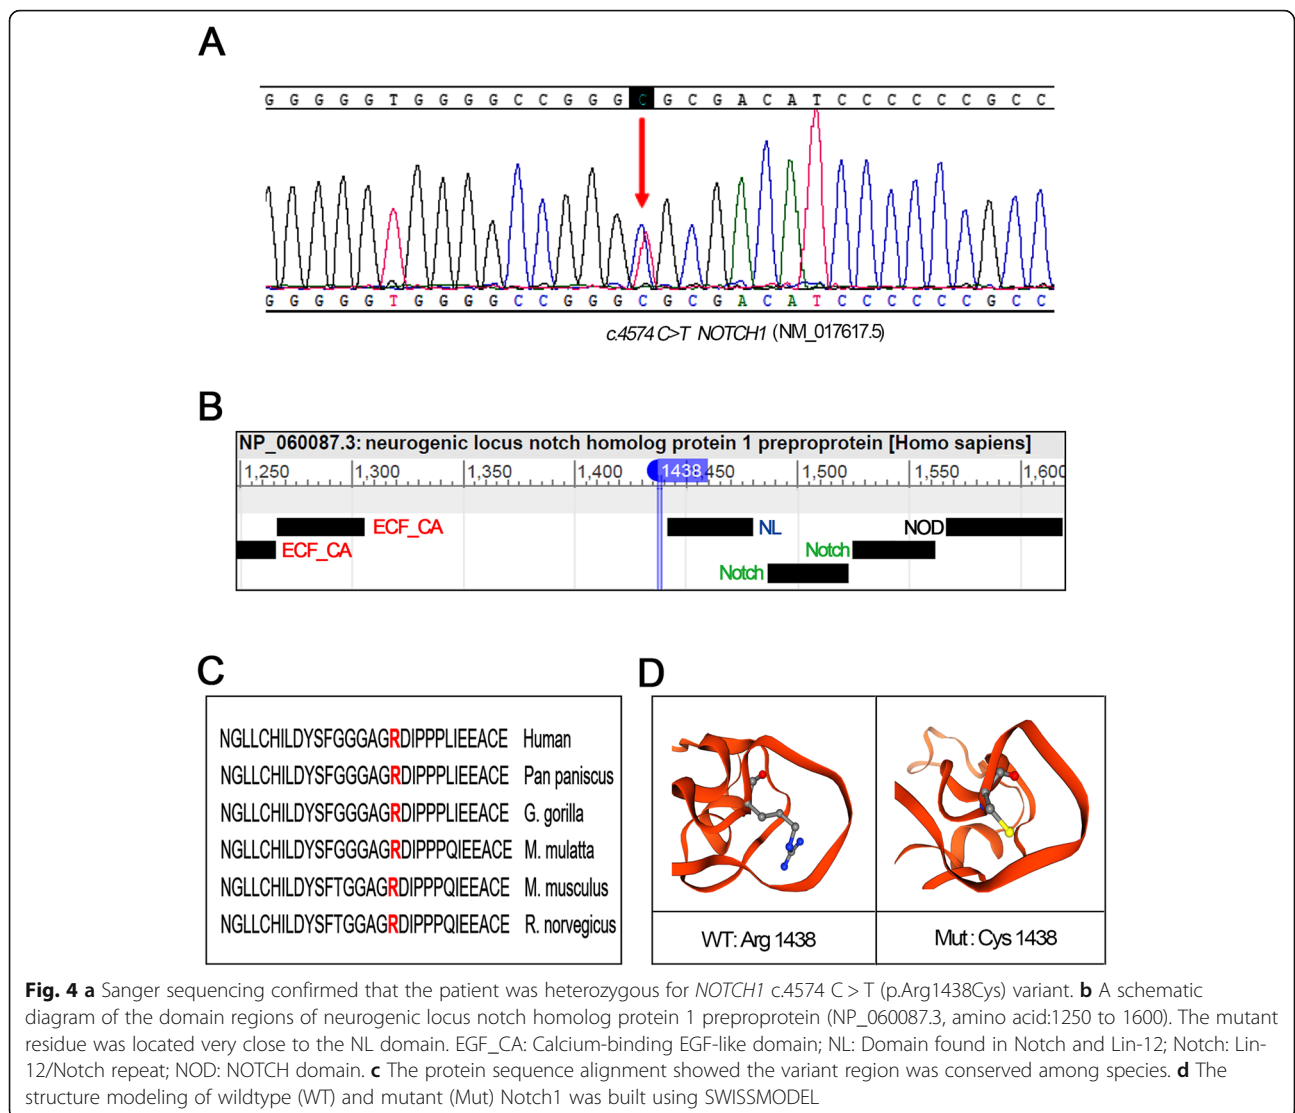 A
G G G G G T G G G G C C G G G C G C G A C A T C C C C C C G C C
G G G G G T G G G G C C G G G C G C G A C A T C C C C C C G C C
c.4574 C>T NOTCH1 (NM_017617.5)
B
NP_060087.3: neurogenic locus notch homolog protein 1 preproprotein [Homo sapiens]
1,250 1,300 1,350 1,400 1438 450 1,500 1,550 1,600
ECF_CA NL NOD
ECF_CA Notch
Notch
C
NGLLCHILDYSFGGGAGRDIPPPLIEEACE Human
NGLLCHILDYSFGGGAGRDIPPPLIEEACE Pan paniscus
NGLLCHILDYSFGGGAGRDIPPPLIEEACE G. gorilla
NGLLCHILDYSFGGGAGRDIPPPQIEEACE M. mulatta
NGLLCHILDYSFTGGAGRDIPPPQIEEACE M. musculus
NGLLCHILDYSFTGGAGRDIPPPQIEEACE R. norvegicus
D
WT: Arg 1438 Mut : Cys 1438
Fig. 4 a Sanger sequencing confirmed that the patient was heterozygous for NOTCH1 c.4574 C > T (p.Arg1438Cys) variant. b A schematic
diagram of the domain regions of neurogenic locus notch homolog protein 1 preproprotein (NP_060087.3, amino acid:1250 to 1600). The mutant
residue was located very close to the NL domain. EGF_CA: Calcium-binding EGF-like domain; NL: Domain found in Notch and Lin-12; Notch: Lin-
12/Notch repeat; NOD: NOTCH domain. c The protein sequence alignment showed the variant region was conserved among species. d The
structure modeling of wildtype (WT) and mutant (Mut) Notch1 was built using SWISSMODEL